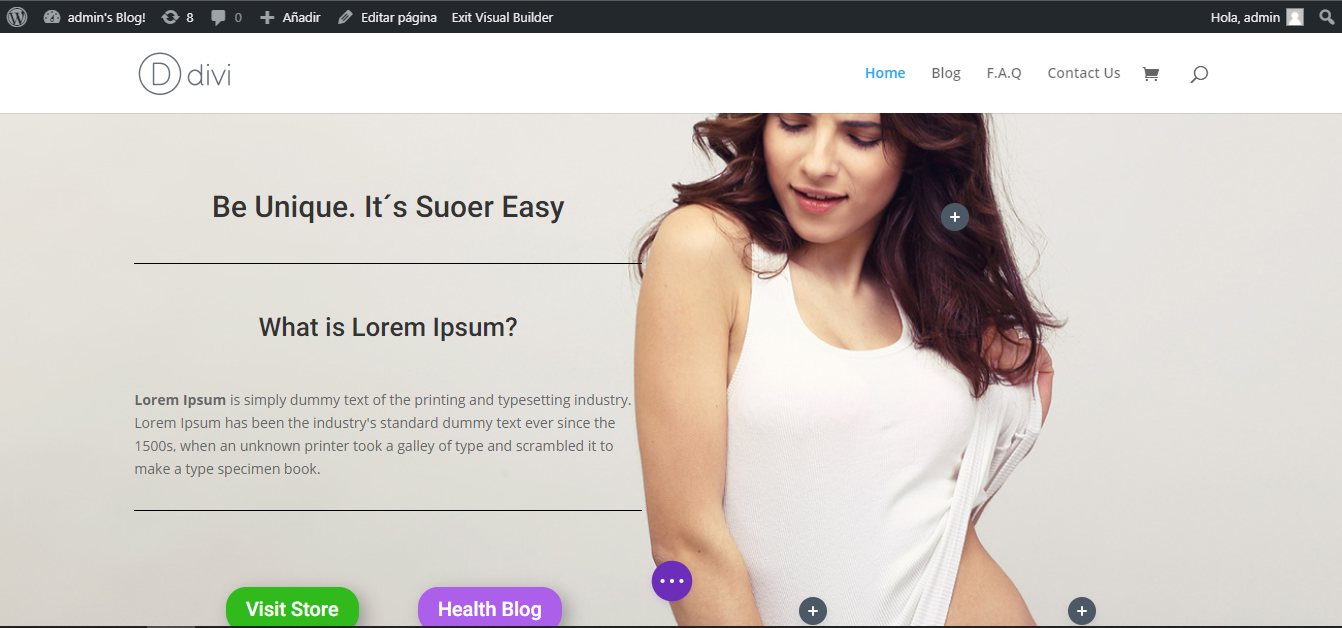 admin's Blog! 8 0 Añadir Editar página Exit Visual Builder Hola, admin
D divi Home Blog F.A.Q Contact Us
Be Unique. It´s Suoer Easy
What is Lorem Ipsum?
Lorem Ipsum is simply dummy text of the printing and typesetting industry.
Lorem Ipsum has been the industry's standard dummy text ever since the
1500s, when an unknown printer took a galley of type and scrambled it to
make a type specimen book.
Visit Store Health Blog